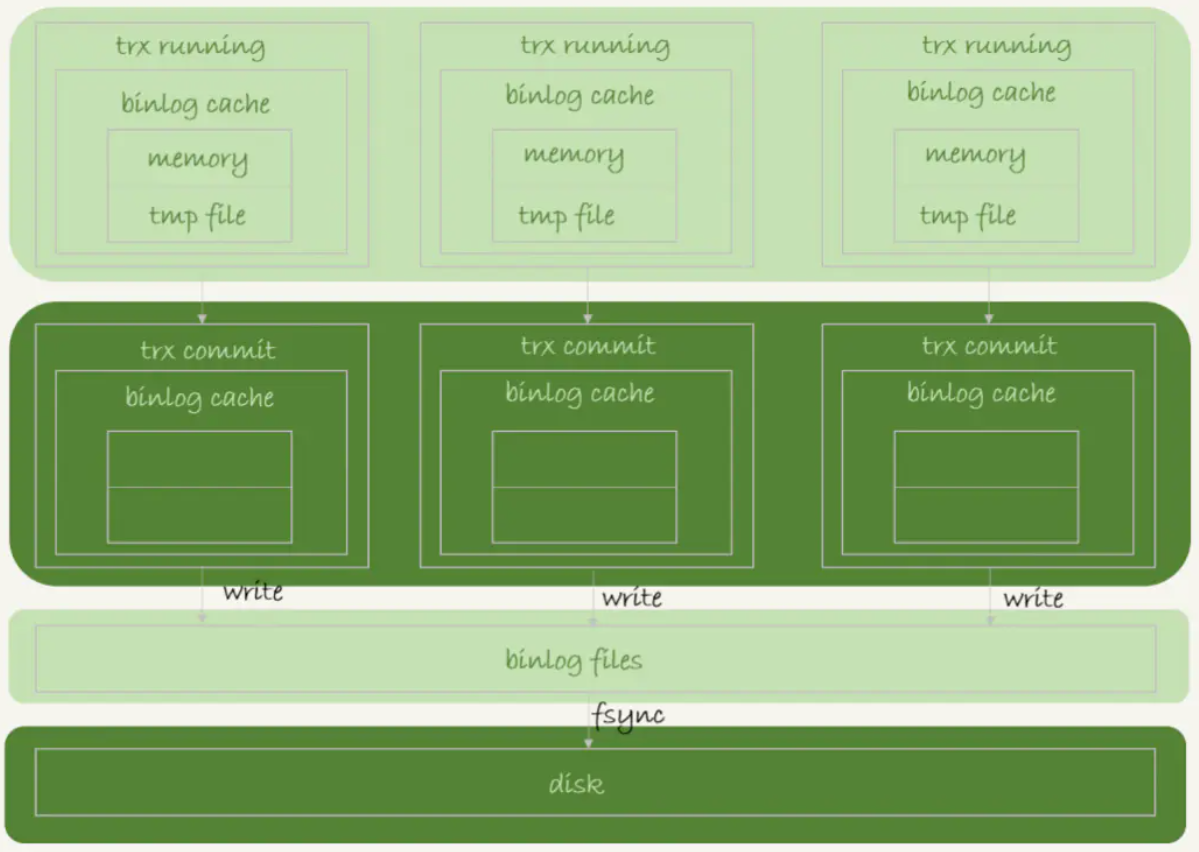 trx running
trx running
trx running
binlog cache
binlog cache
binlog cache
memory
memory
memory
tmp file
tmp file
tmp file
trx commit
trx commit
trx commit
binlog cache
binlog cache
binlog cache
write
write
write
binlog files
fsync
disk